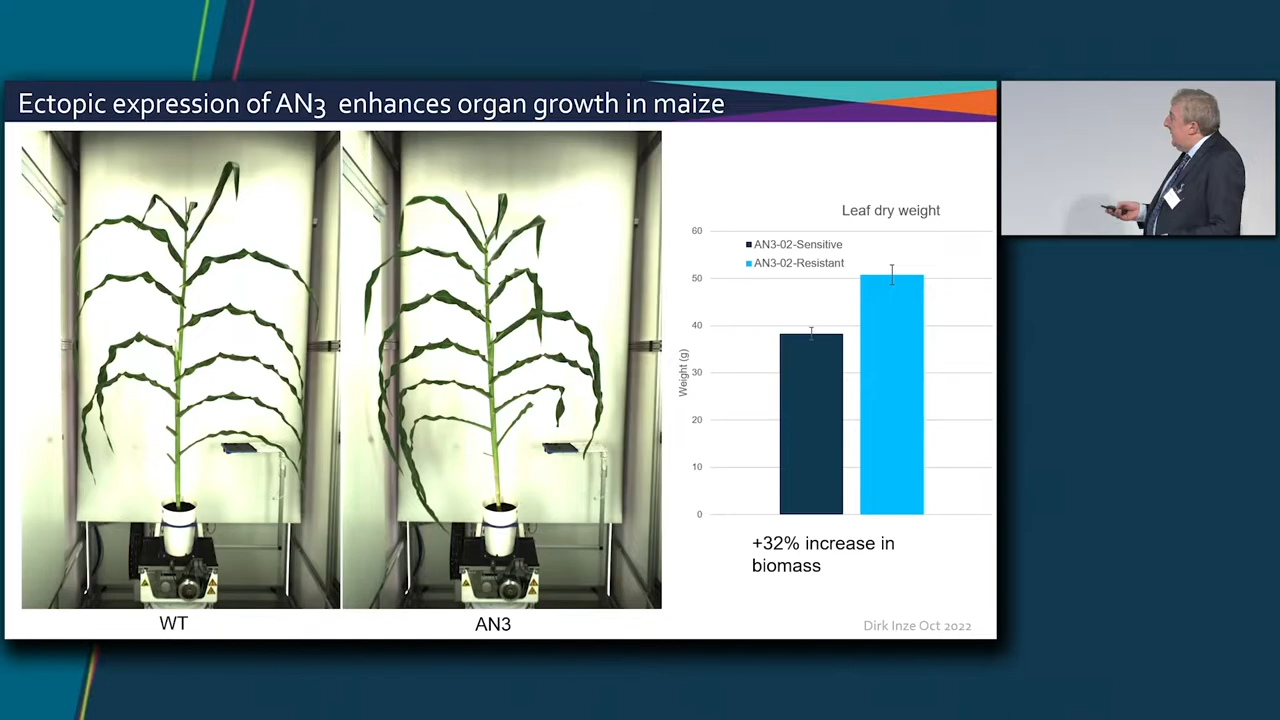 Ectopic expression of AN3 enhances organ growth in maize
Leaf dry weight
AN3-02-Sensitive
AN3-02-Resistant
60
50
40
30
20
10
0
Weight (g)
+32% increase in
biomass
WT
AN3
Dirk Inze Oct 2022